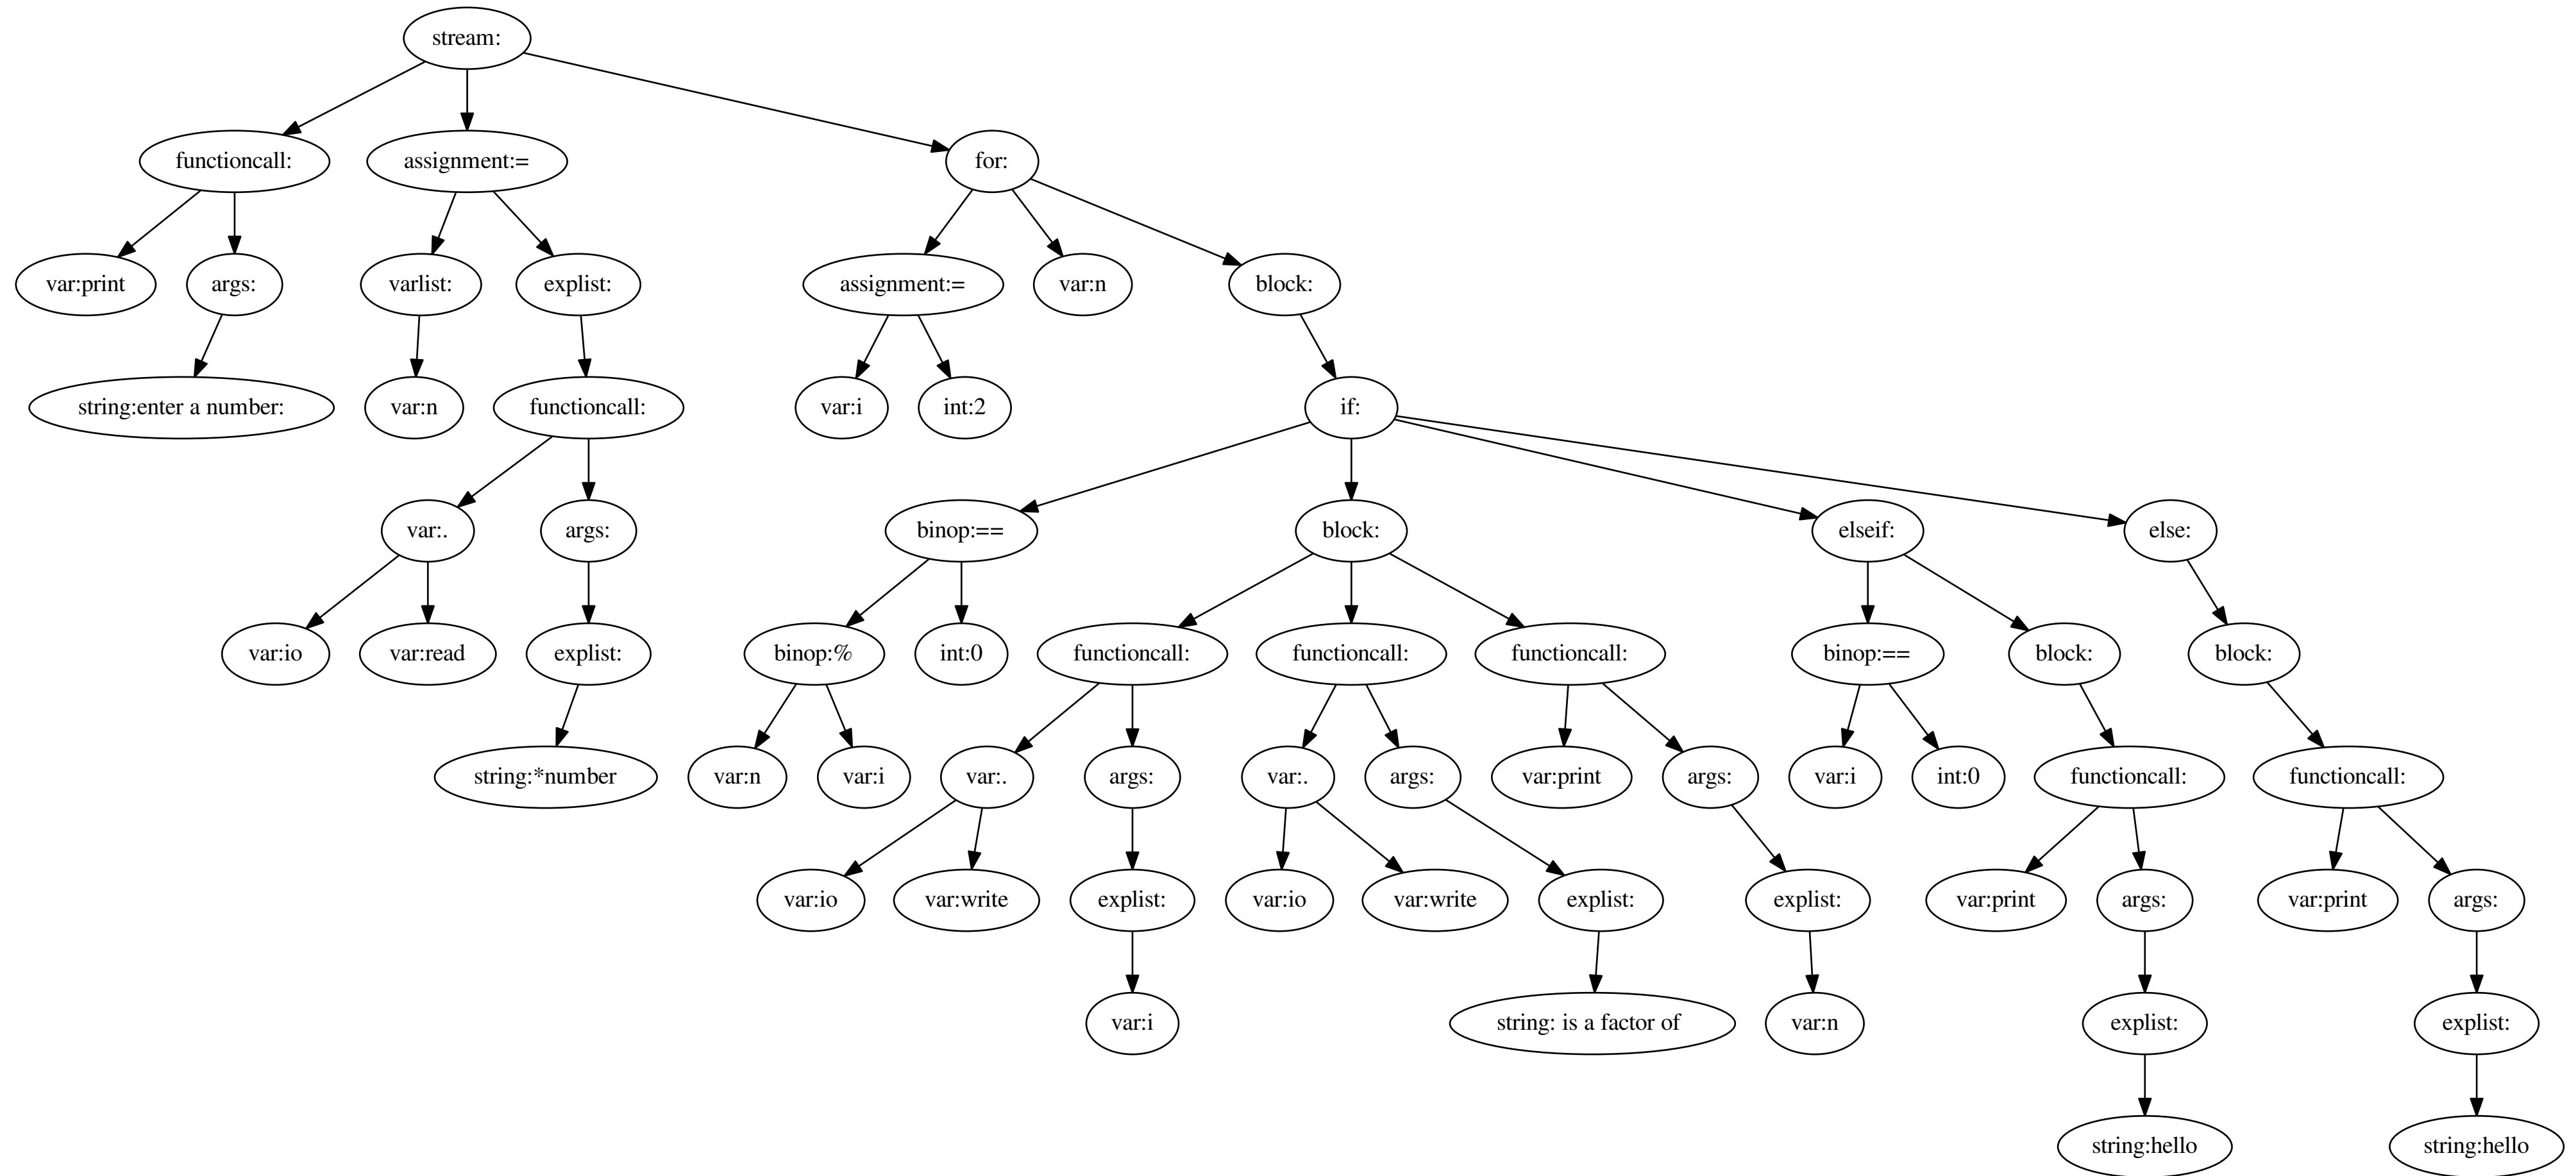 stream:
functioncall:
assignment:=
for:
var:print
args:
varlist:
explist:
assignment:=
var:n
block:
string:enter a number:
var:n
functioncall:
var:i
int:2
if:
var:.
args:
binop:==
block:
elseif:
else:
var:io
var:read
explist:
binop:%
int:0
functioncall:
functioncall:
functioncall:
binop:==
block:
block:
string:*number
var:n
var:i
var:.
args:
var:.
args:
var:print
args:
var:i
int:0
functioncall:
functioncall:
var:io
var:write
explist:
var:io
var:write
explist:
explist:
var:print
args:
var:print
args:
var:i
string: is a factor of
var:n
explist:
explist:
string:hello
string:hello